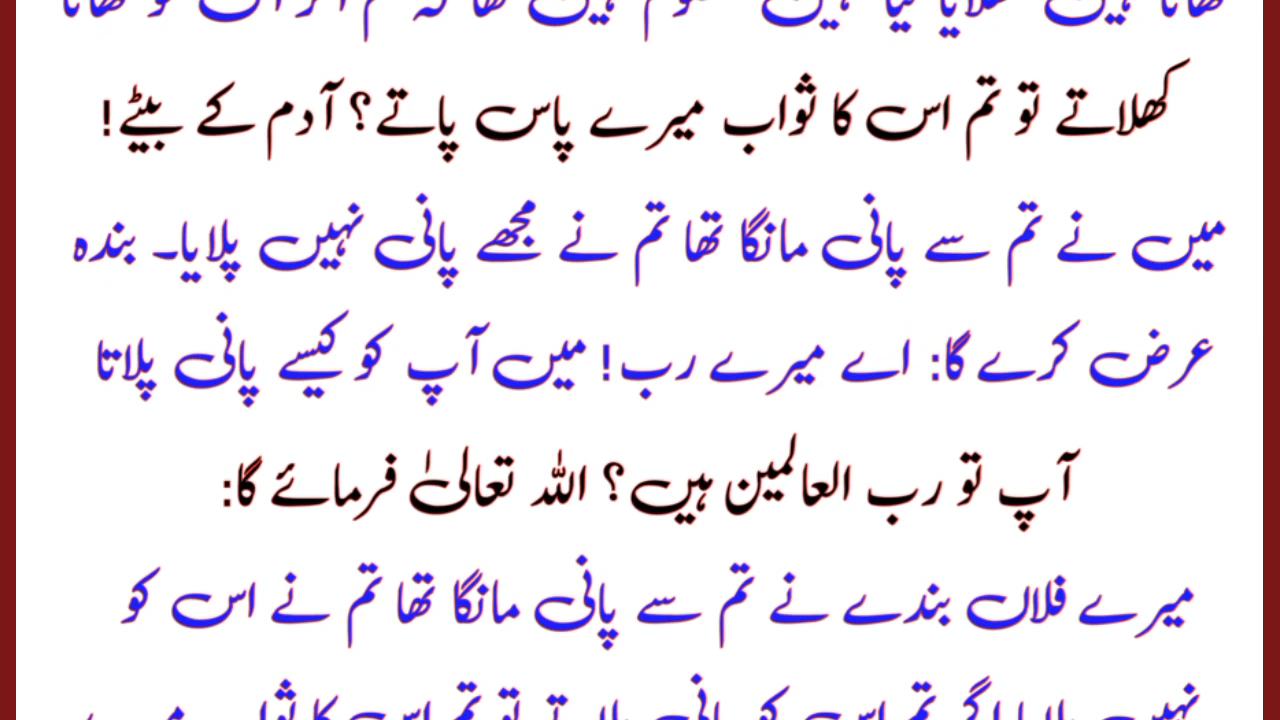 کھلاتے تو تم اس کا ثواب میرے پاس پاتے؟ آدم کے بیٹے!
میں نے تم سے پانی مانگا تھا تم نے مجھے پانی نہیں پلایا۔ بندہ
عرض کرے گا: اے میرے رب! میں آپ کو کیسے پانی پلاتا
آپ تو رب العالمین ہیں؟ اللہ تعالیٰ فرمائے گا:
میرے فلاں بندے نے تم سے پانی مانگا تھا تم نے اس کو